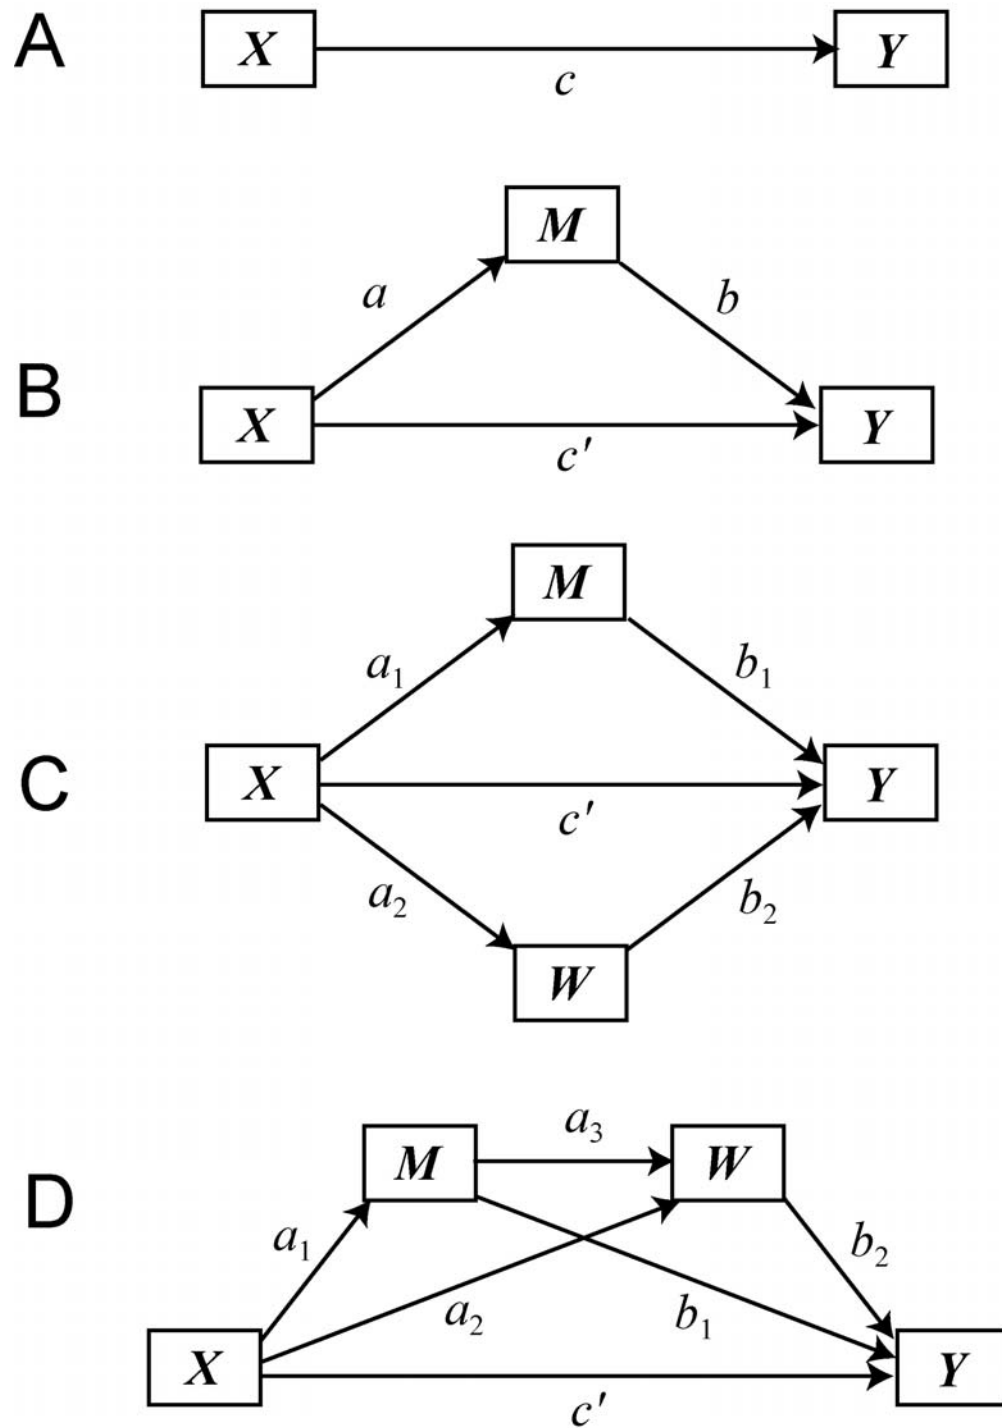 A X Y
c
M
a b
B X Y
c′
M
a₁ b₁
C X Y
c′
a₂ b₂
W
a₃
M W
D
a₁ b₂
a₂ b₁
X Y
c′